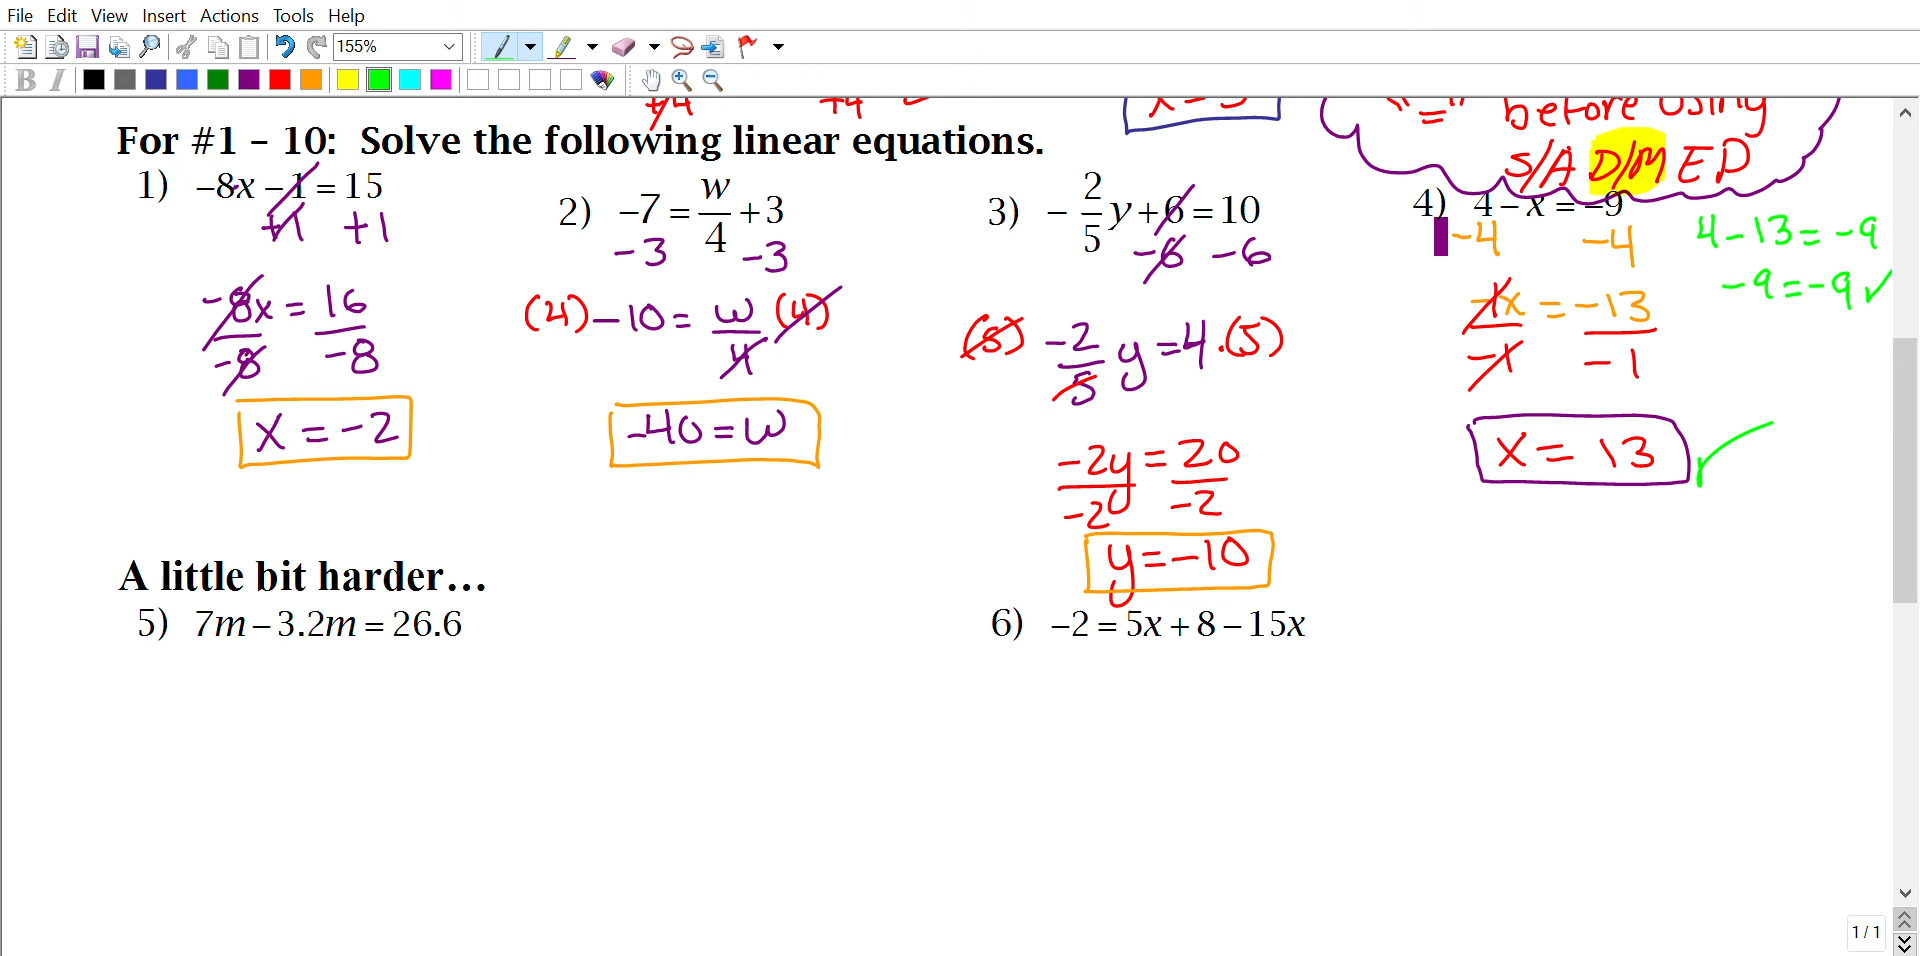 File Edit View Insert Actions Tools Help
155%
B I
+4 +4
"=" before using
S/A D/M E P
For #1 – 10: Solve the following linear equations.
1) −8x − 1 = 15
+1 +1
-8x = 16
-8 -8
x = -2
2) −7 = w/4 + 3
-3 -3
(4) -10 = w/4 (4)
-40 = w
3) −2/5 y + 6 = 10
-6 -6
(5) -2/5 y = 4 · (5)
-2y = 20
-2 -2
y = -10
4) 4 − x = −9
-4 -4
-1x = -13
-1 -1
x = 13 ✓
4 - 13 = -9
-9 = -9 ✓
A little bit harder…
5) 7m − 3.2m = 26.6
6) −2 = 5x + 8 − 15x
1 / 1